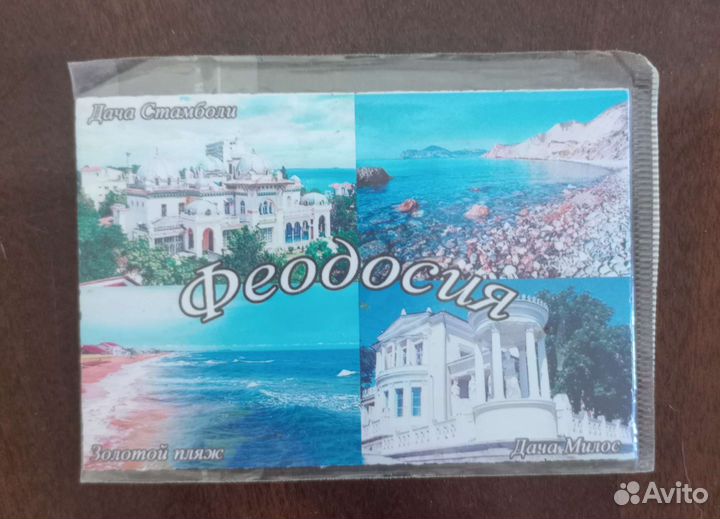 Дача Стамболи
Феодосия
Золотой пляж
Дача Милос
Avito